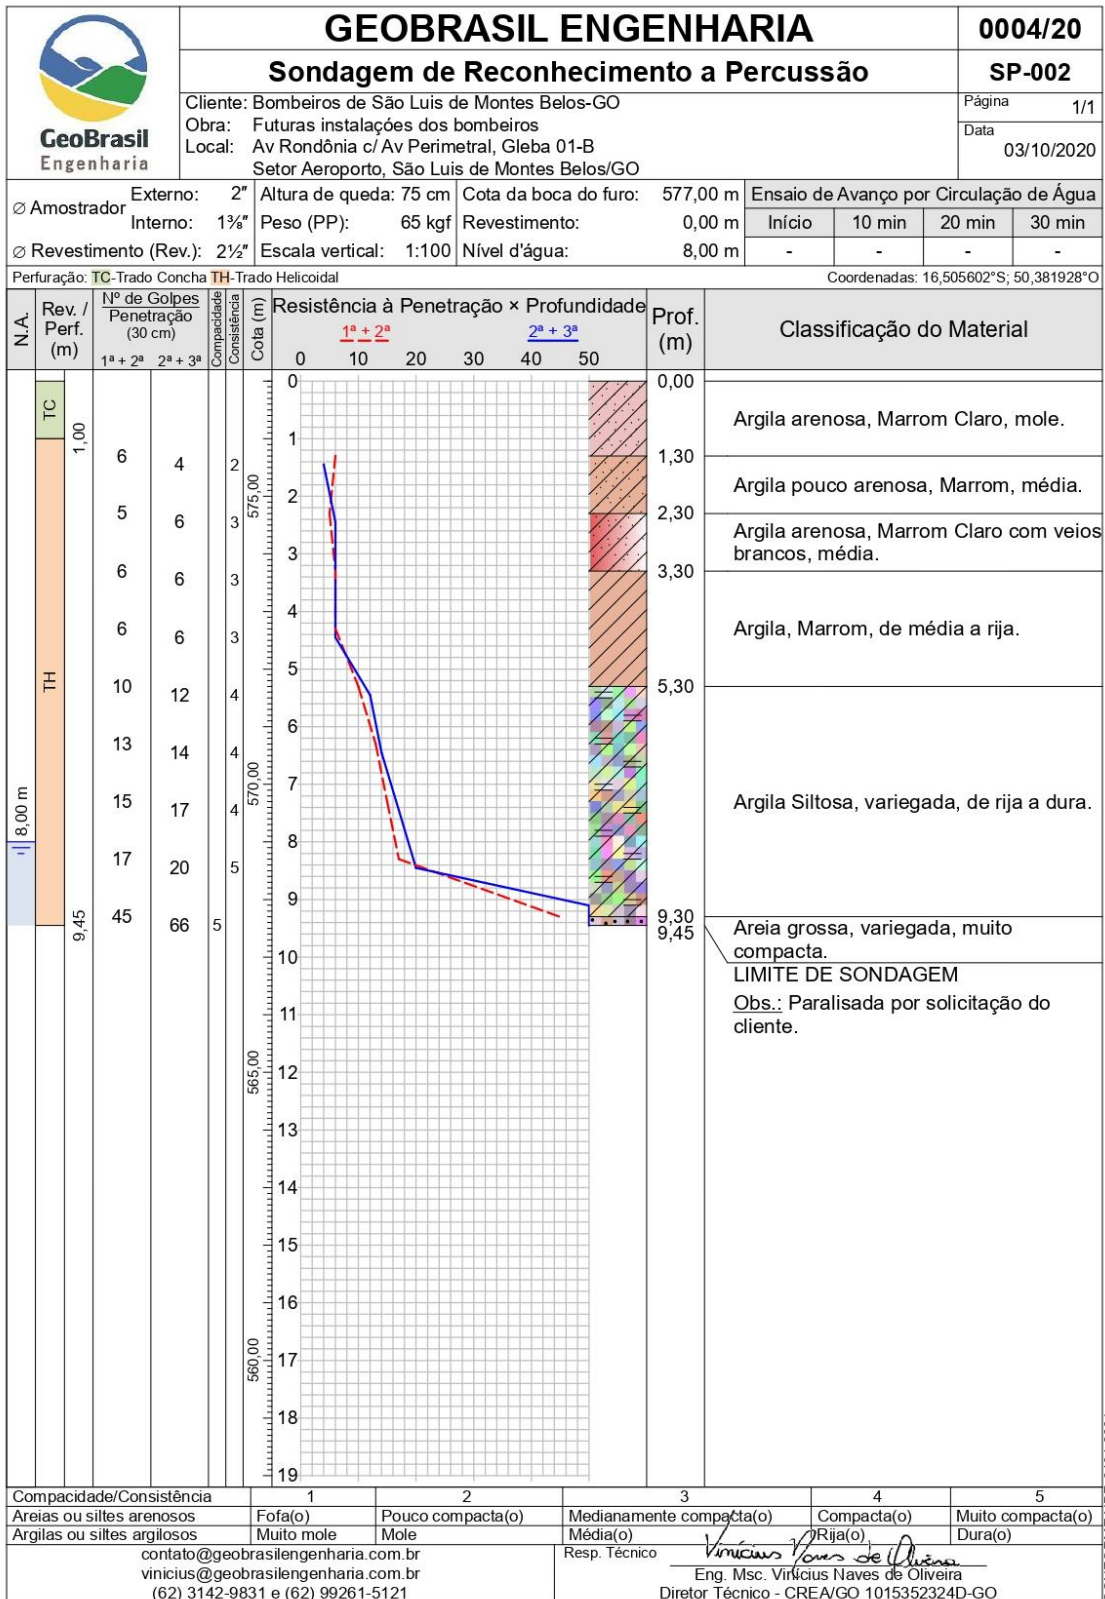 GEOBRASIL ENGENHARIA
0004/20
Sondagem de Reconhecimento a Percussão
SP-002
GeoBrasil
Engenharia
Cliente: Bombeiros de São Luis de Montes Belos-GO
Obra: Futuras instalações dos bombeiros
Local: Av Rondônia c/ Av Perimetral, Gleba 01-B
Setor Aeroporto, São Luis de Montes Belos/GO
Página 1/1
Data
03/10/2020
Ø Amostrador Externo: 2" Altura de queda: 75 cm Cota da boca do furo: 577,00 m Ensaio de Avanço por Circulação de Água
Interno: 1⅜" Peso (PP): 65 kgf Revestimento: 0,00 m Início 10 min 20 min 30 min
Ø Revestimento (Rev.): 2½" Escala vertical: 1:100 Nível d'água: 8,00 m - - - -
Perfuração: TC-Trado Concha TH-Trado Helicoidal Coordenadas: 16,505602°S; 50,381928°O
N.A.
Rev. /
Perf.
(m)
Nº de Golpes
Penetração
(30 cm)
1ª + 2ª 2ª + 3ª
Compacidade
Consistência
Cota (m)
Resistência à Penetração × Profundidade
1ª + 2ª 2ª + 3ª
0 10 20 30 40 50
Prof.
(m)
Classificação do Material
TC
1,00
TH
9,45
8,00 m
6 4 2
5 6 3
6 6 3
6 6 3
10 12 4
13 14 4
15 17 4
17 20 5
45 66 5
575,00
570,00
565,00
560,00
0
1
2
3
4
5
6
7
8
9
10
11
12
13
14
15
16
17
18
19
0,00
Argila arenosa, Marrom Claro, mole.
1,30
Argila pouco arenosa, Marrom, média.
2,30
Argila arenosa, Marrom Claro com veios
brancos, média.
3,30
Argila, Marrom, de média a rija.
5,30
Argila Siltosa, variegada, de rija a dura.
9,30
9,45
Areia grossa, variegada, muito
compacta.
LIMITE DE SONDAGEM
Obs.: Paralisada por solicitação do
cliente.
Compacidade/Consistência 1 2 3 4 5
Areias ou siltes arenosos Fofa(o) Pouco compacta(o) Medianamente compacta(o) Compacta(o) Muito compacta(o)
Argilas ou siltes argilosos Muito mole Mole Média(o) Rija(o) Dura(o)
contato@geobrasilengenharia.com.br
vinicius@geobrasilengenharia.com.br
(62) 3142-9831 e (62) 99261-5121
Resp. Técnico
Vinícius Naves de Oliveira
Eng. Msc. Vinícius Naves de Oliveira
Diretor Técnico - CREA/GO 1015352324D-GO